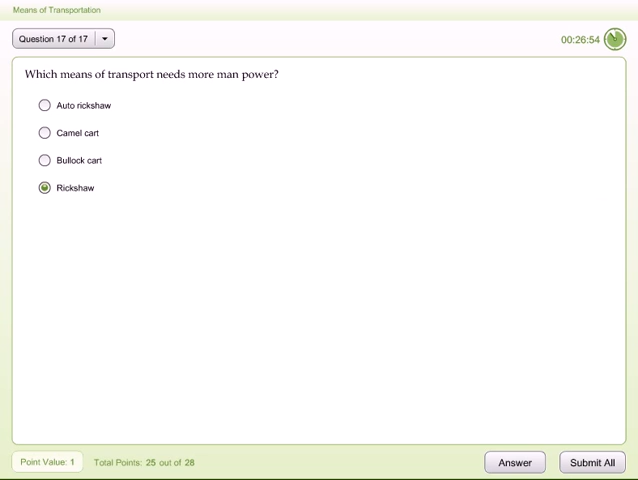 Means of Transportation
Question 17 of 17
00:26:54
Which means of transport needs more man power?
Auto rickshaw
Camel cart
Bullock cart
Rickshaw
Point Value: 1
Total Points: 25 out of 28
Answer
Submit All